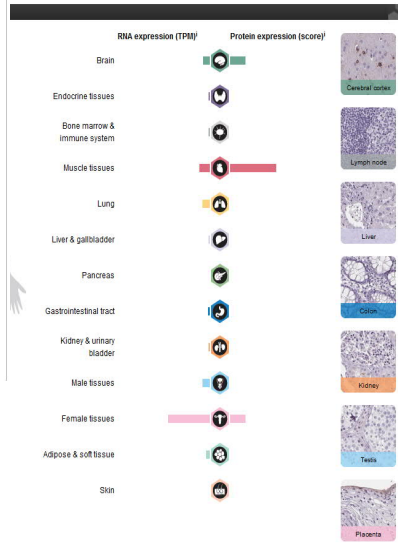 RNA expression (TPM)i Protein expression (score)i
Brain
Endocrine tissues
Bone marrow &
immune system
Muscle tissues
Lung
Liver & gallbladder
Pancreas
Gastrointestinal tract
Kidney & urinary
bladder
Male tissues
Female tissues
Adipose & soft tissue
Skin
Cerebral cortex
Lymph node
Liver
Colon
Kidney
Testis
Placenta